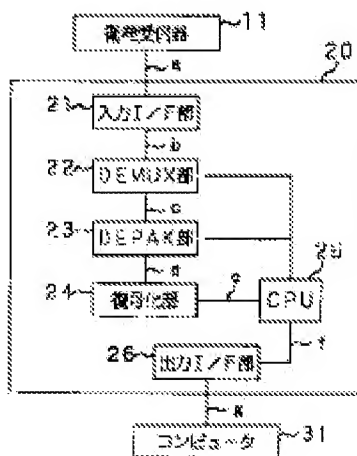 衛星受信器 11
20
a
21 入力I/F部
b
22 DEMUX部
c
23 DEPAK部
d
24 復号化部
e
CPU 25
f
26 出力I/F部
g
コンピュータ 31